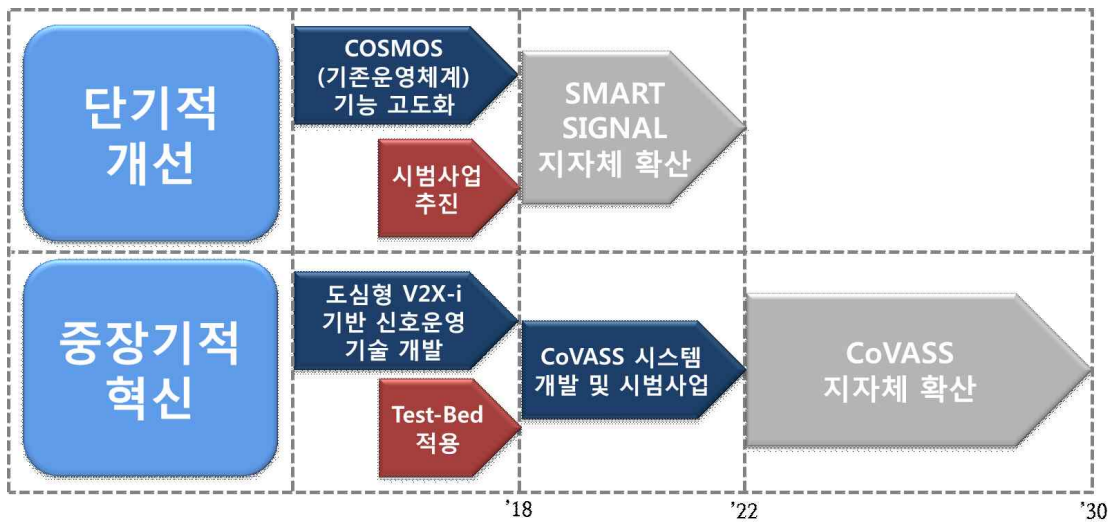 단기적
개선
COSMOS
(기존운영체계)
기능 고도화
시범사업
추진
SMART
SIGNAL
지자체 확산
중장기적
혁신
도심형 V2X-i
기반 신호운영
기술 개발
Test-Bed
적용
CoVASS 시스템
개발 및 시범사업
CoVASS
지자체 확산
'18
'22
'30